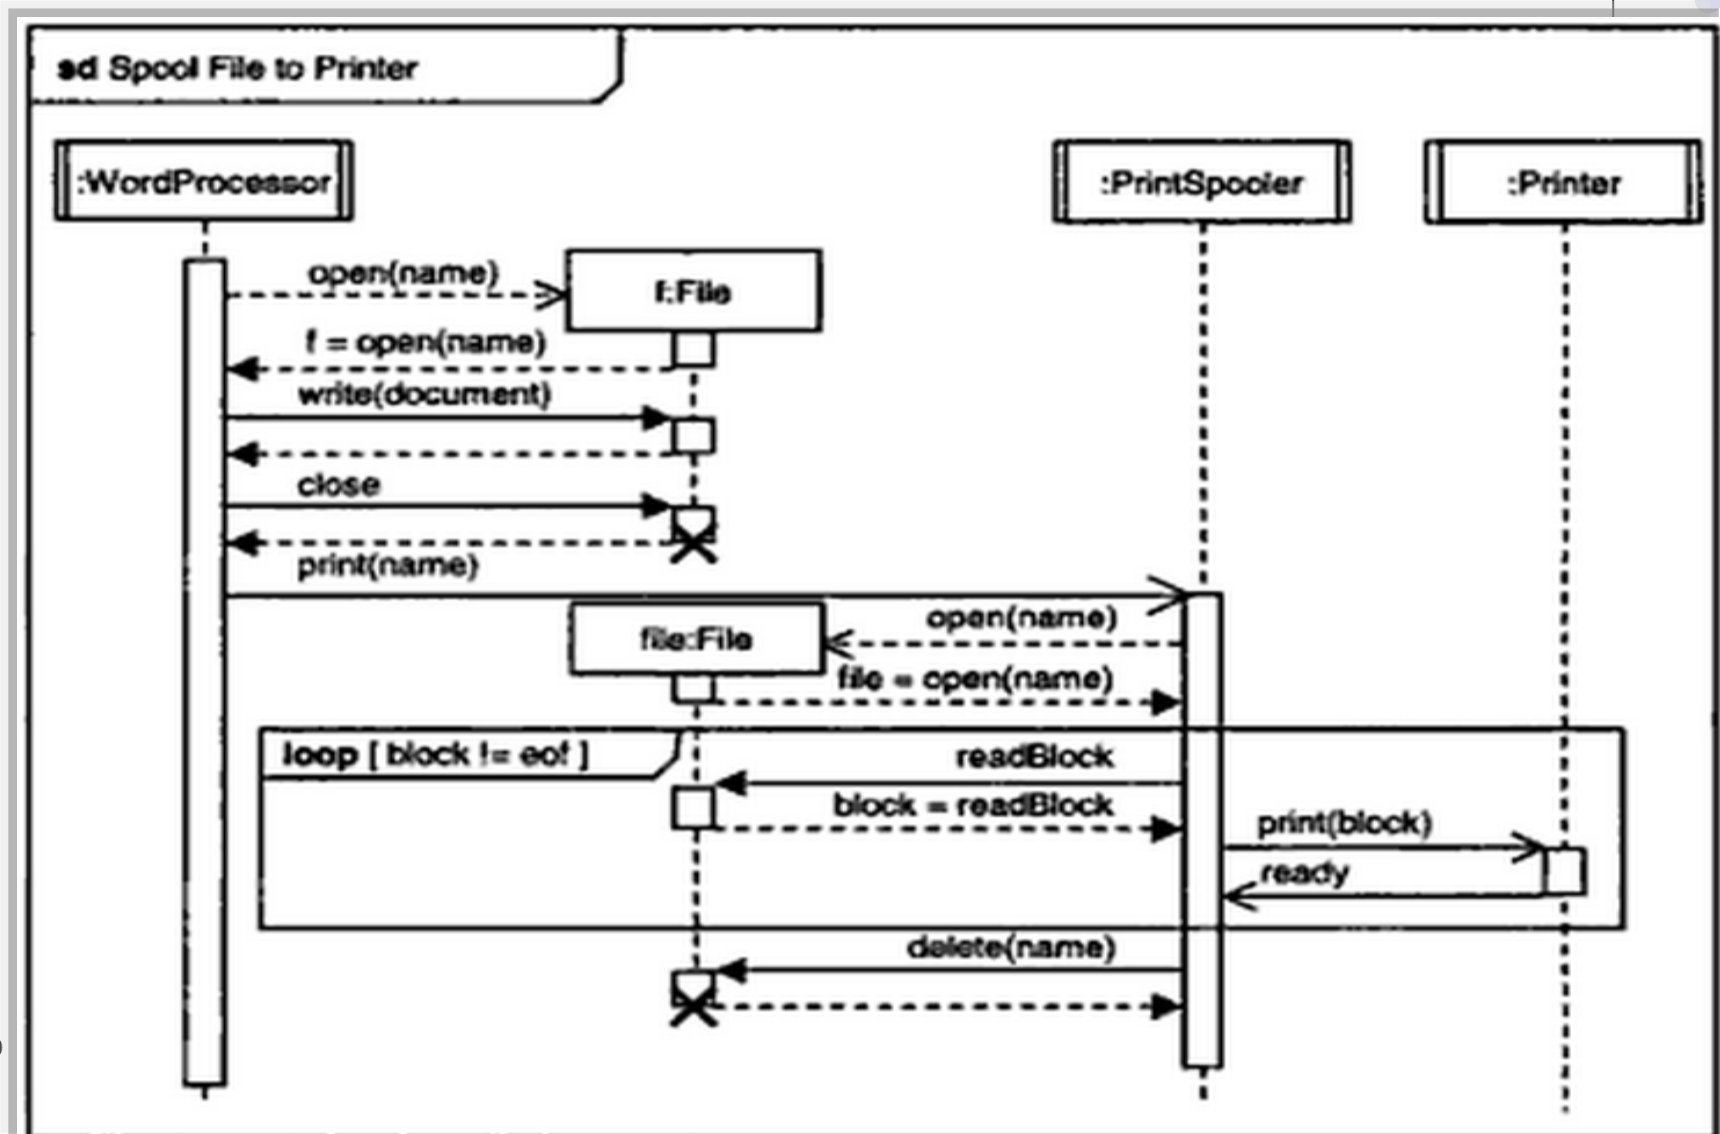 sd Spool File to Printer
:WordProcessor
:PrintSpooler
:Printer
open(name)
f:File
f = open(name)
write(document)
close
print(name)
open(name)
file:File
file = open(name)
loop [ block != eof ]
readBlock
block = readBlock
print(block)
ready
delete(name)